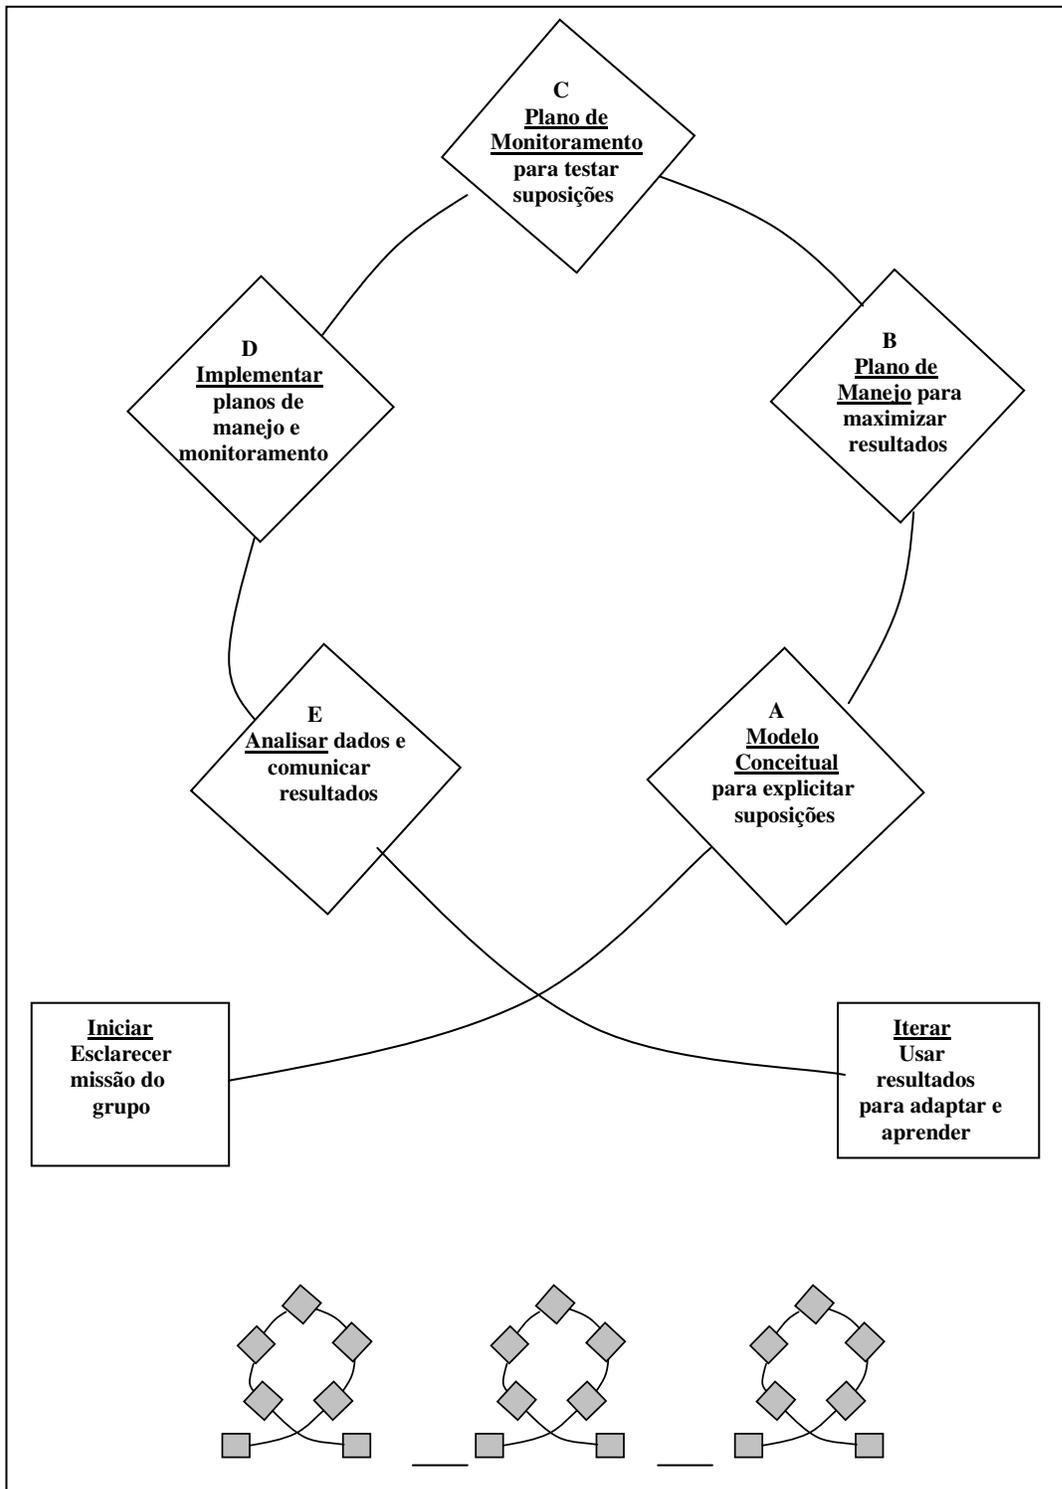 C
Plano de
Monitoramento
para testar
suposições
D
Implementar
planos de
manejo e
monitoramento
B
Plano de
Manejo para
maximizar
resultados
E
Analisar dados e
comunicar
resultados
A
Modelo
Conceitual
para explicitar
suposições
Iniciar
Esclarecer
missão do
grupo
Iterar
Usar
resultados
para adaptar e
aprender